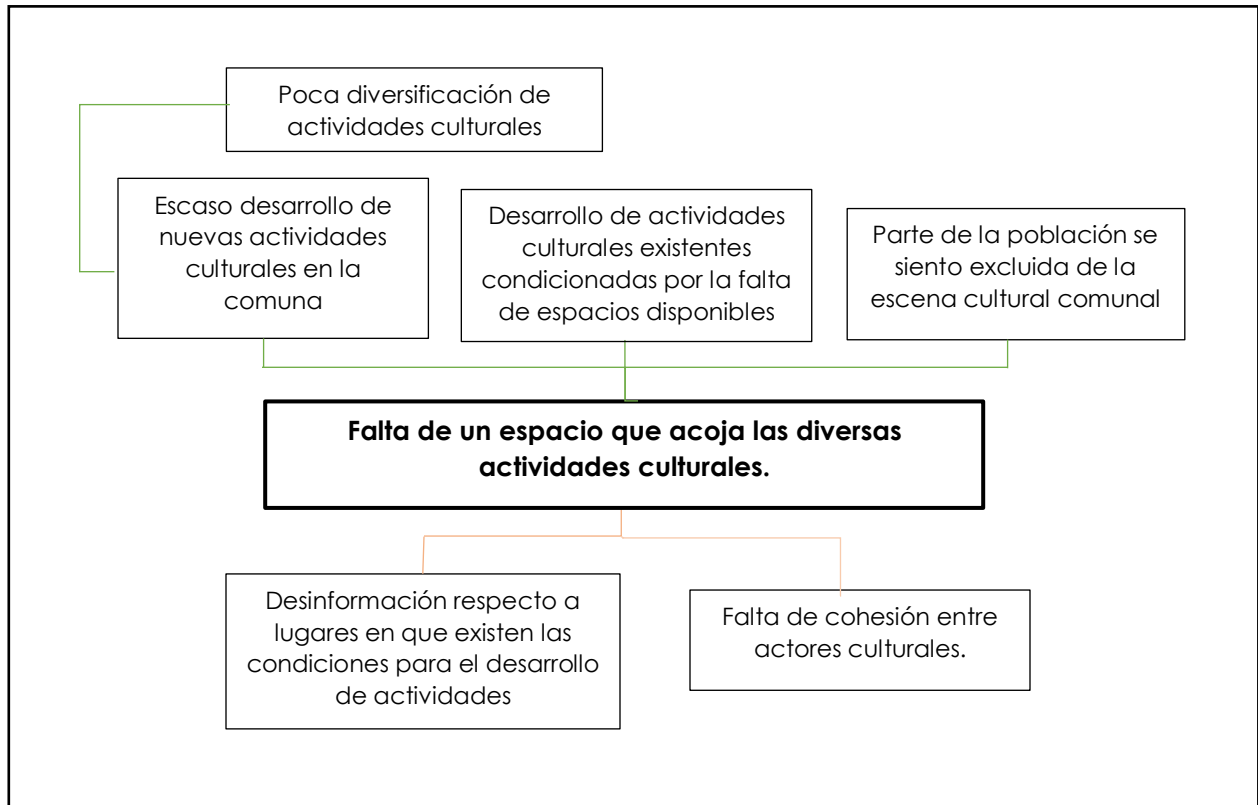 Poca diversificación de
actividades culturales
Escaso desarrollo de
nuevas actividades
culturales en la
comuna
Desarrollo de actividades
culturales existentes
condicionadas por la falta
de espacios disponibles
Parte de la población se
siento excluida de la
escena cultural comunal
Falta de un espacio que acoja las diversas
actividades culturales.
Desinformación respecto a
lugares en que existen las
condiciones para el desarrollo
de actividades
Falta de cohesión entre
actores culturales.